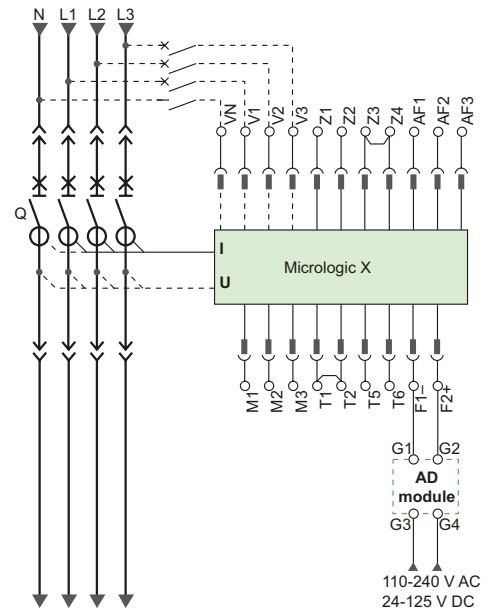 N L1 L2 L3
VN V1 V2 V3 Z1 Z2 Z3 Z4 AF1 AF2 AF3
Q
I
U
Micrologic X
M1 M2 M3 T1 T2 T5 T6 F1– F2+
G1 G2
AD
module
G3 G4
110-240 V AC
24-125 V DC